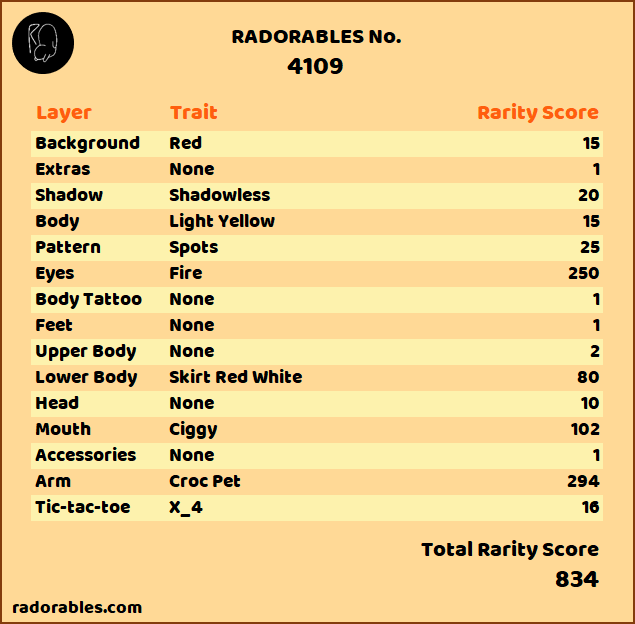 RADORABLES No.
4109
Layer Trait Rarity Score
Background Red 15
Extras None 1
Shadow Shadowless 20
Body Light Yellow 15
Pattern Spots 25
Eyes Fire 250
Body Tattoo None 1
Feet None 1
Upper Body None 2
Lower Body Skirt Red White 80
Head None 10
Mouth Ciggy 102
Accessories None 1
Arm Croc Pet 294
Tic-tac-toe X_4 16
Total Rarity Score
834
radorables.com